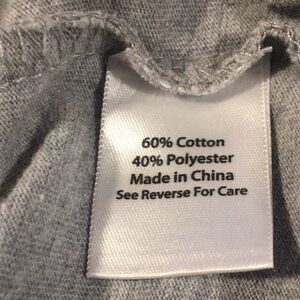 60% Cotton
40% Polyester
Made in China
See Reverse For Care